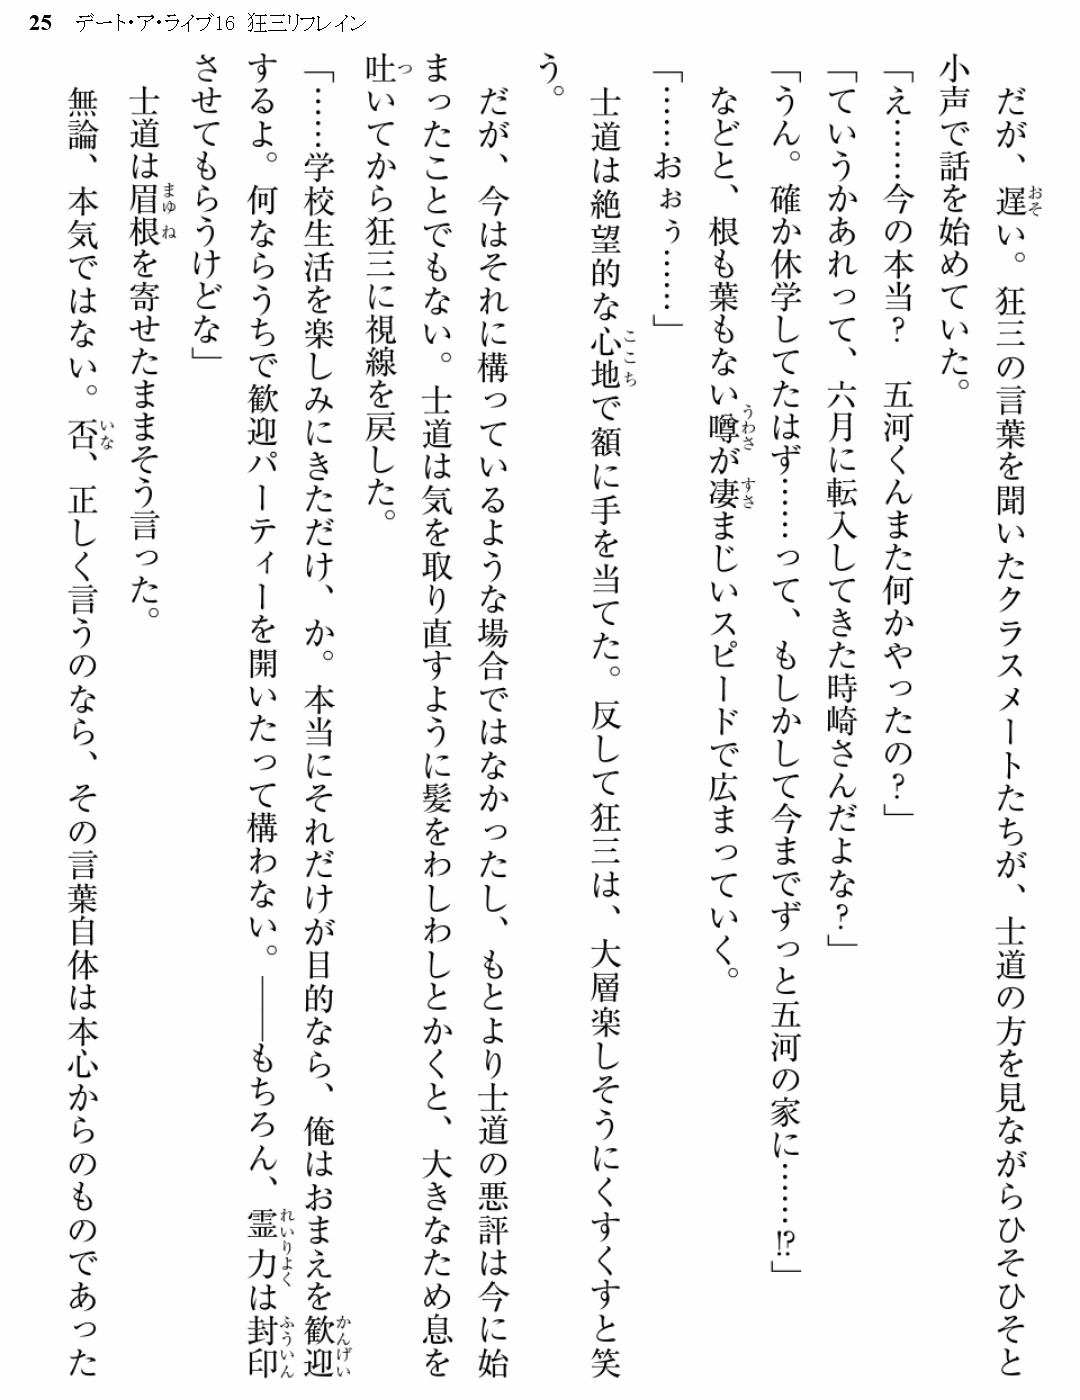 25 デート・ア・ライブ16 狂三リフレイン
だが、遅い。狂三の言葉を聞いたクラスメートたちが、士道の方を見ながらひそひそと
小声で話を始めていた。
「え……今の本当？　五河くんまた何かやったの？」
「ていうかあれって、六月に転入してきた時崎さんだよな？」
「うん。確か休学してたはず……って、もしかして今までずっと五河の家に……!?」
などと、根も葉もない噂が凄まじいスピードで広まっていく。
「……おぉぅ……」
士道は絶望的な心地で額に手を当てた。反して狂三は、大層楽しそうにくすくすと笑
う。
だが、今はそれに構っているような場合ではなかったし、もとより士道の悪評は今に始
まったことでもない。士道は気を取り直すように髪をわしわしとかくと、大きなため息を
吐いてから狂三に視線を戻した。
「……学校生活を楽しみにきただけ、か。本当にそれだけが目的なら、俺はおまえを歓迎
するよ。何ならうちで歓迎パーティーを開いたって構わない。――もちろん、霊力は封印
させてもらうけどな」
士道は眉根を寄せたままそう言った。
無論、本気ではない。否、正しく言うのなら、その言葉自体は本心からのものであった